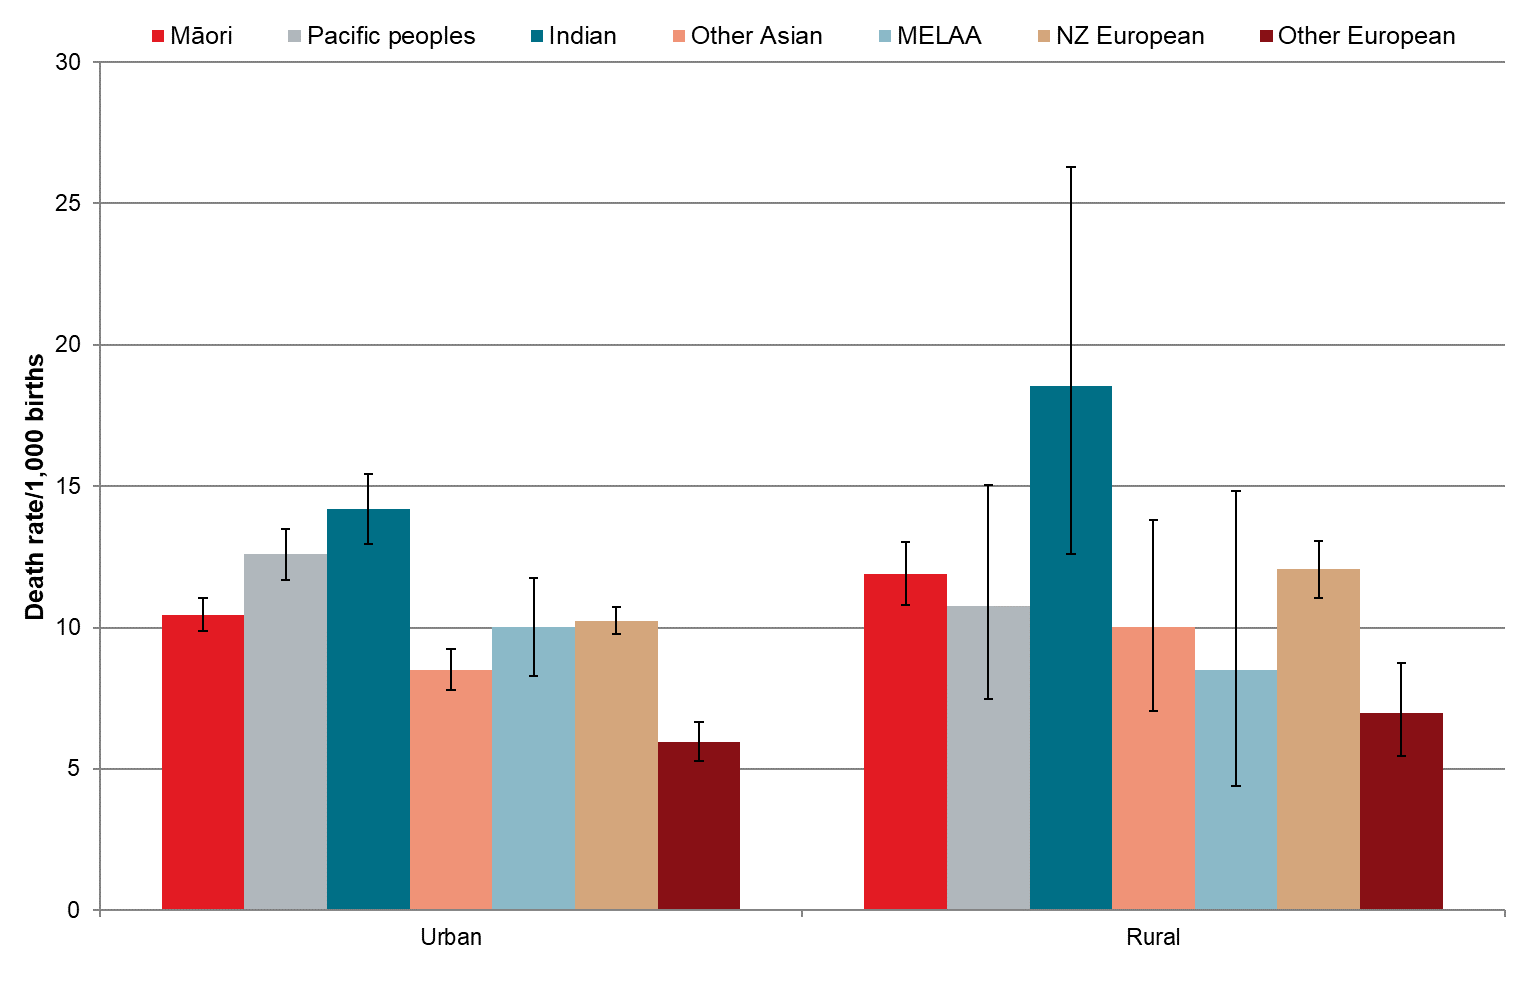 Māori Pacific peoples Indian Other Asian MELAA NZ European Other European
30
25
20
15
10
5
0
Death rate/1,000 births
Urban Rural